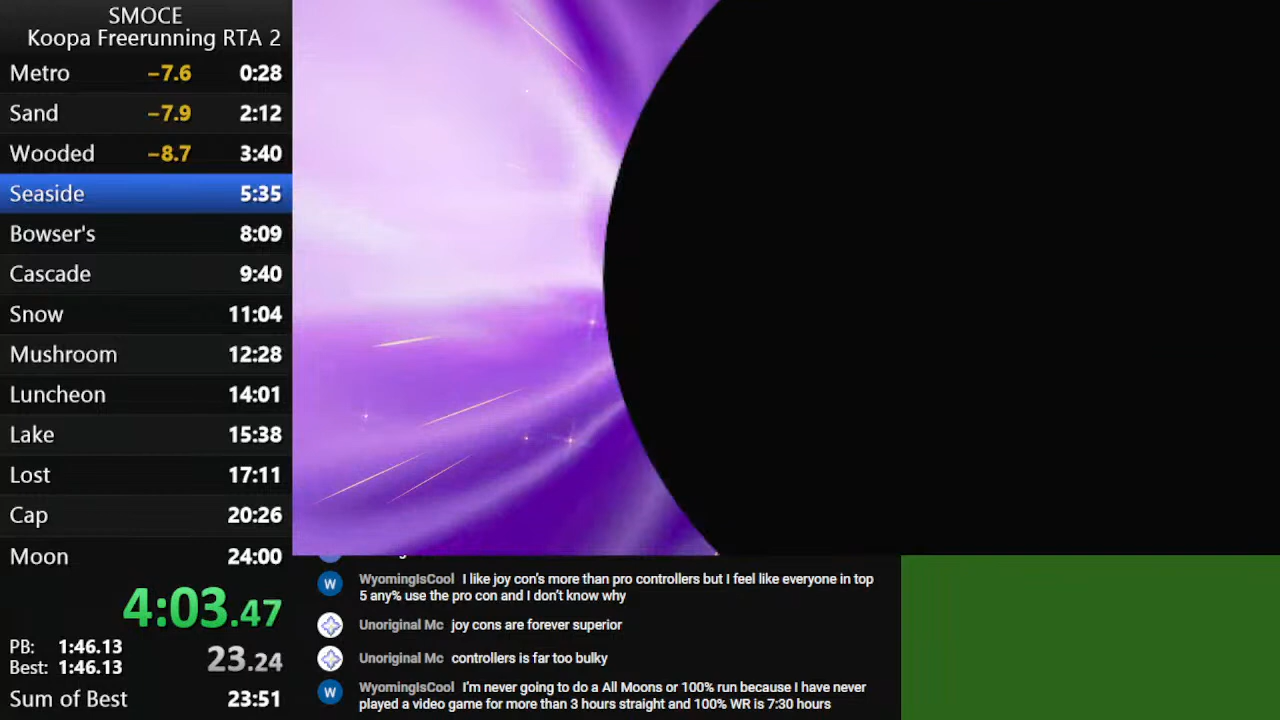 SMOCE
Koopa Freerunning RTA 2
Metro −7.6 0:28
Sand −7.9 2:12
Wooded −8.7 3:40
Seaside 5:35
Bowser's 8:09
Cascade 9:40
Snow 11:04
Mushroom 12:28
Luncheon 14:01
Lake 15:38
Lost 17:11
Cap 20:26
Moon 24:00
4:03.47
PB: 1:46.13
Best: 1:46.13
23.24
Sum of Best 23:51
W WyomingIsCool I like joy con's more than pro controllers but I feel like everyone in top
5 any% use the pro con and I don't know why
Unoriginal Mc joy cons are forever superior
Unoriginal Mc controllers is far too bulky
W WyomingIsCool I'm never going to do a All Moons or 100% run because I have never
played a video game for more than 3 hours straight and 100% WR is 7:30 hours